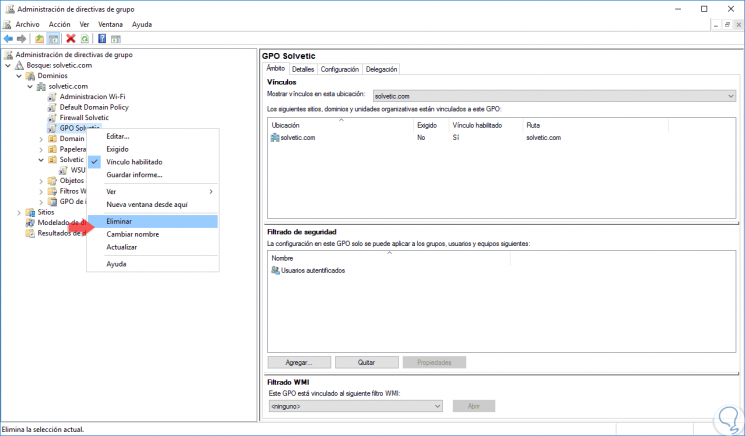 Administración de directivas de grupo
Archivo Acción Ver Ventana Ayuda
Administración de directivas de grupo
Bosque: solvetic.com
Dominios
solvetic.com
Administracion Wi-Fi
Default Domain Policy
Firewall Solvetic
GPO Solvetic
Domain
Papelera
Solvetic
WSU
Objetos
Filtros W
GPO de i
Sitios
Modelado de di
Resultados de
Editar...
Exigido
Vínculo habilitado
Guardar informe...
Ver
Nueva ventana desde aquí
Eliminar
Cambiar nombre
Actualizar
Ayuda
GPO Solvetic
Ámbito Detalles Configuración Delegación
Vínculos
Mostrar vínculos en esta ubicación: solvetic.com
Los siguientes sitios, dominios y unidades organizativas están vinculados a este GPO:
Ubicación Exigido Vínculo habilitado Ruta
solvetic.com No Sí solvetic.com
Filtrado de seguridad
La configuración en este GPO solo se puede aplicar a los grupos, usuarios y equipos siguientes:
Nombre
Usuarios autentificados
Agregar... Quitar Propiedades
Filtrado WMI
Este GPO está vinculado al siguiente filtro WMI:
<ninguno> Abrir
Elimina la selección actual.